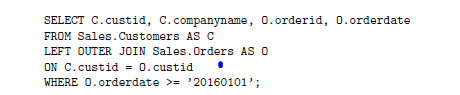 SELECT C.custid, C.companyname, O.orderid, O.orderdate
FROM Sales.Customers AS C
LEFT OUTER JOIN Sales.Orders AS O
ON C.custid = O.custid
WHERE O.orderdate >= ’20160101’;